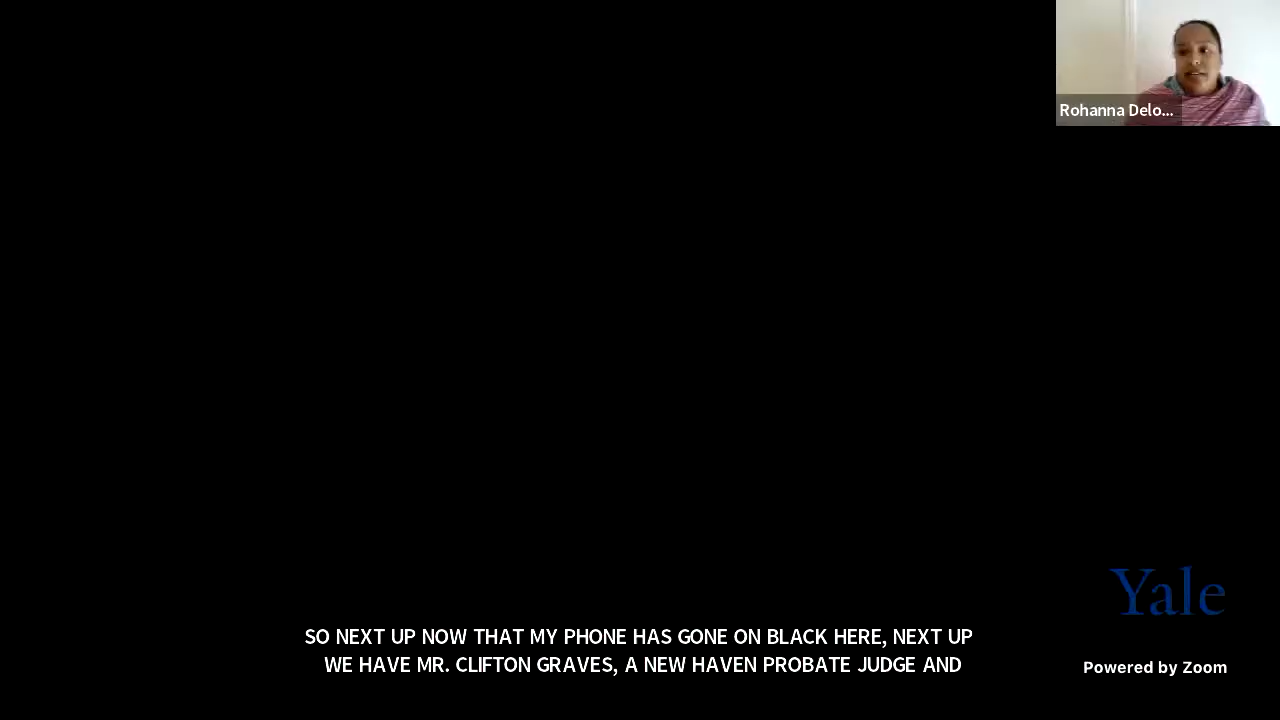 Rohanna Delo...
Yale
SO NEXT UP NOW THAT MY PHONE HAS GONE ON BLACK HERE, NEXT UP
WE HAVE MR. CLIFTON GRAVES, A NEW HAVEN PROBATE JUDGE AND
Powered by Zoom